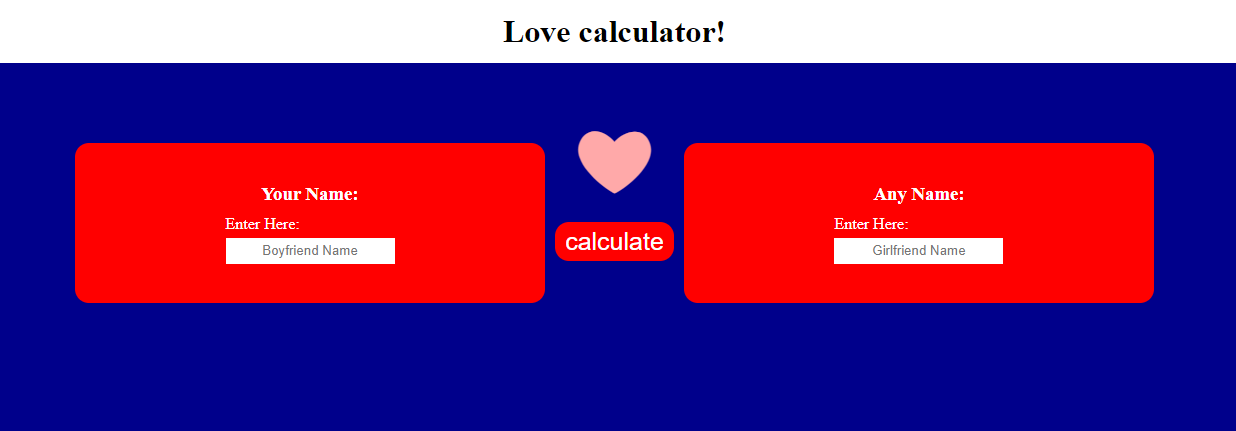 Love calculator!
Your Name:
Enter Here:
Boyfriend Name
calculate
Any Name:
Enter Here:
Girlfriend Name